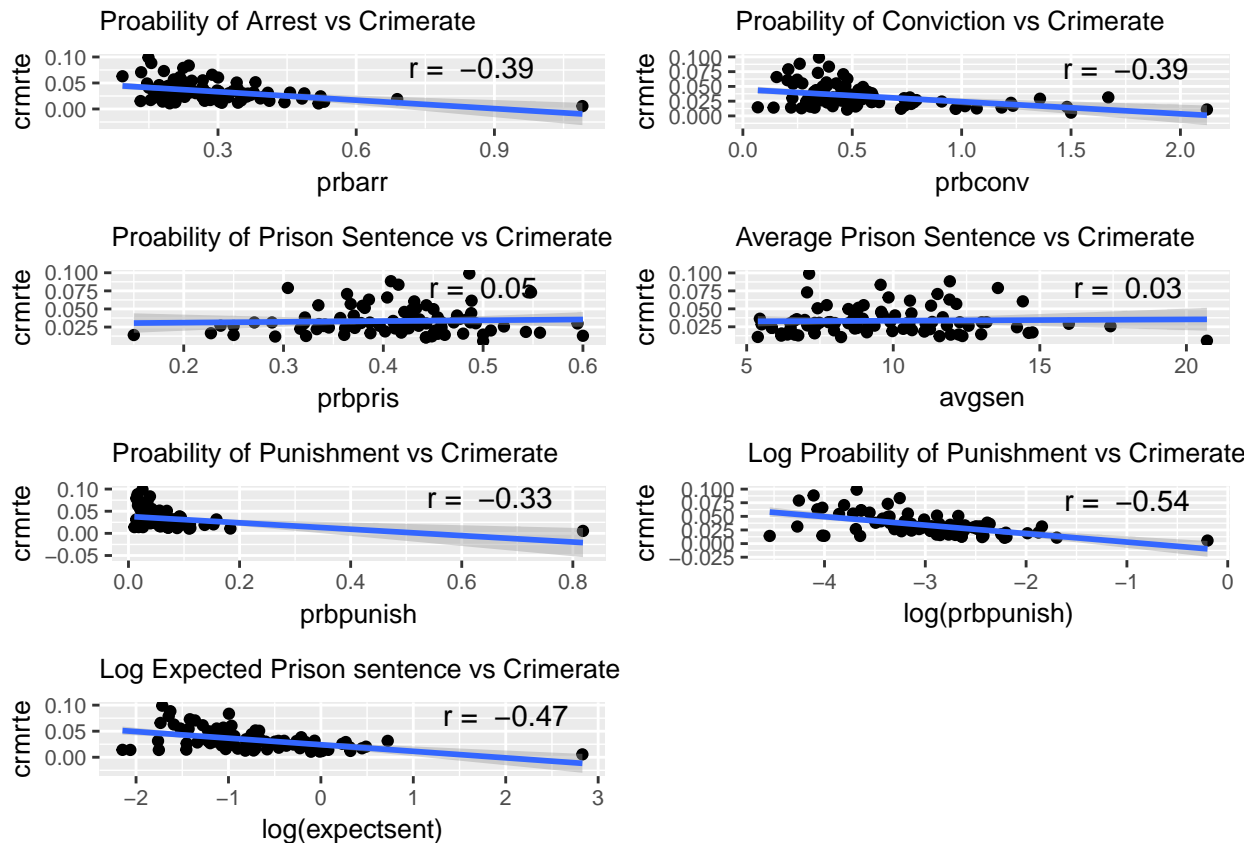 Proability of Arrest vs Crimerate
crmrte
0.10
0.05
0.00
r = −0.39
0.3 0.6 0.9
prbarr
Proability of Conviction vs Crimerate
crmrte
0.100
0.075
0.050
0.025
0.000
r = −0.39
0.0 0.5 1.0 1.5 2.0
prbconv
Proability of Prison Sentence vs Crimerate
crmrte
0.100
0.075
0.050
0.025
r = 0.05
0.2 0.3 0.4 0.5 0.6
prbpris
Average Prison Sentence vs Crimerate
crmrte
0.100
0.075
0.050
0.025
r = 0.03
5 10 15 20
avgsen
Proability of Punishment vs Crimerate
crmrte
0.10
0.05
0.00
−0.05
r = −0.33
0.0 0.2 0.4 0.6 0.8
prbpunish
Log Proability of Punishment vs Crimerate
crmrte
0.100
0.075
0.050
0.025
0.000
−0.025
r = −0.54
−4 −3 −2 −1 0
log(prbpunish)
Log Expected Prison sentence vs Crimerate
crmrte
0.10
0.05
0.00
r = −0.47
−2 −1 0 1 2 3
log(expectsent)